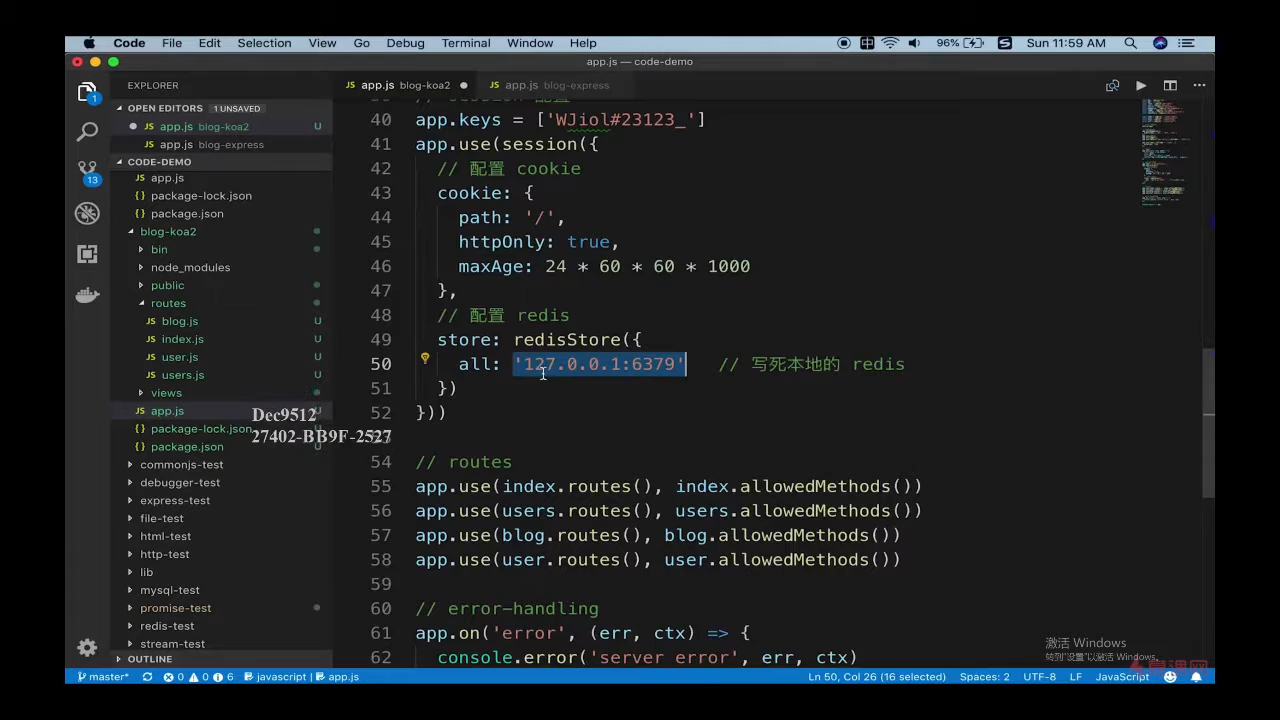 Code File Edit Selection View Go Debug Terminal Window Help 96% Sun 11:59 AM
app.js — code-demo
EXPLORER
app.js blog-koa2
app.js blog-express
OPEN EDITORS 1 UNSAVED
app.js blog-koa2 U
app.js blog-express
CODE-DEMO
app.js
package-lock.json
package.json
blog-koa2
bin
node_modules
public
routes
blog.js U
index.js U
user.js U
users.js U
views
app.js
package-lock.json
package.json U
commonjs-test
debugger-test
express-test
file-test
html-test
http-test
lib
mysql-test
promise-test
redis-test
stream-test
OUTLINE
Dec9512
27402-BB9F-2527
40 app.keys = ['WJiol#23123_']
41 app.use(session({
42 // 配置 cookie
43 cookie: {
44 path: '/',
45 httpOnly: true,
46 maxAge: 24 * 60 * 60 * 1000
47 },
48 // 配置 redis
49 store: redisStore({
50 all: '127.0.0.1:6379' // 写死本地的 redis
51 })
52 }))
54 // routes
55 app.use(index.routes(), index.allowedMethods())
56 app.use(users.routes(), users.allowedMethods())
57 app.use(blog.routes(), blog.allowedMethods())
58 app.use(user.routes(), user.allowedMethods())
59
60 // error-handling
61 app.on('error', (err, ctx) => {
62 console.error('server error', err, ctx)
激活 Windows
转到"设置"以激活 Windows。
master* 0 0 6 javascript | app.js Ln 50, Col 26 (16 selected) Spaces: 2 UTF-8 LF JavaScript